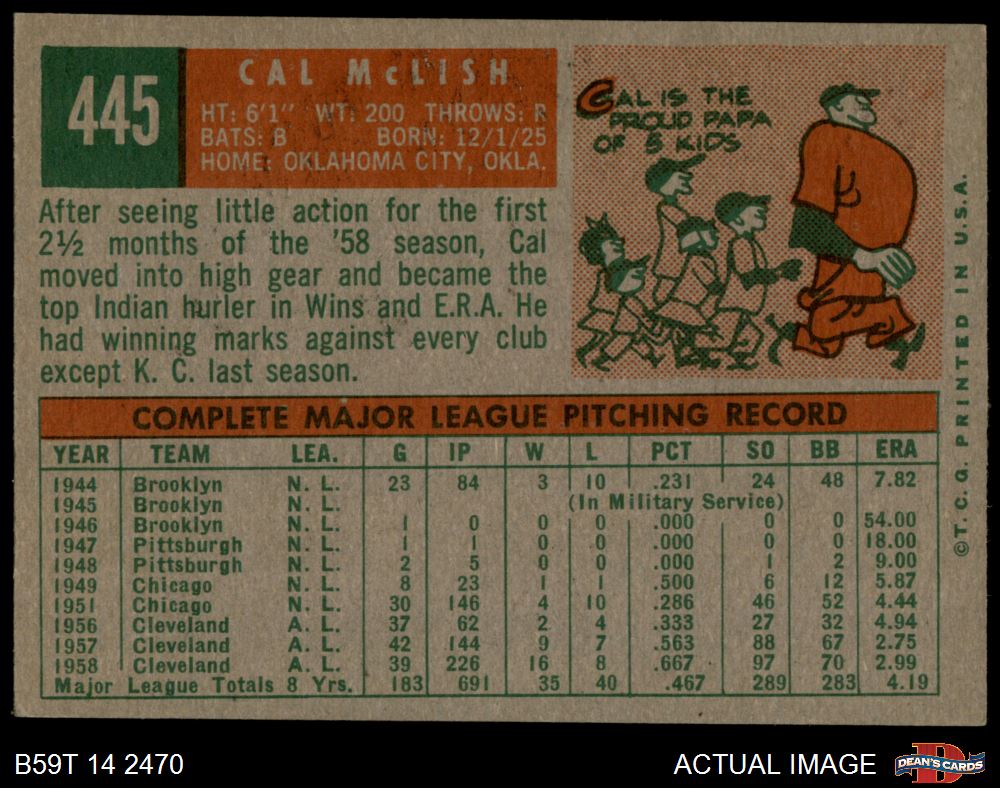 445
CAL McLISH
HT: 6'1" WT: 200 THROWS: R
BATS: B BORN: 12/1/25
HOME: OKLAHOMA CITY, OKLA.
CAL IS THE
PROUD PAPA
OF 5 KIDS
After seeing little action for the first
2½ months of the '58 season, Cal
moved into high gear and became the
top Indian hurler in Wins and E.R.A. He
had winning marks against every club
except K. C. last season.
COMPLETE MAJOR LEAGUE PITCHING RECORD
YEAR TEAM LEA. G IP W L PCT SO BB ERA
1944 Brooklyn N. L. 23 84 3 10 .231 24 48 7.82
1945 Brooklyn N. L. (In Military Service)
1946 Brooklyn N. L. 1 0 0 0 .000 0 0 54.00
1947 Pittsburgh N. L. 1 1 0 0 .000 0 0 18.00
1948 Pittsburgh N. L. 2 5 0 0 .000 1 2 9.00
1949 Chicago N. L. 8 23 1 1 .500 6 12 5.87
1951 Chicago N. L. 30 146 4 10 .286 46 52 4.44
1956 Cleveland A. L. 37 62 2 4 .333 27 32 4.94
1957 Cleveland A. L. 42 144 9 7 .563 88 67 2.75
1958 Cleveland A. L. 39 226 16 8 .667 97 70 2.99
Major League Totals 8 Yrs. 183 691 35 40 .467 289 283 4.19
©T. C. G. PRINTED IN U.S.A.
B59T 14 2470
ACTUAL IMAGE
D
DEAN'S CARDS